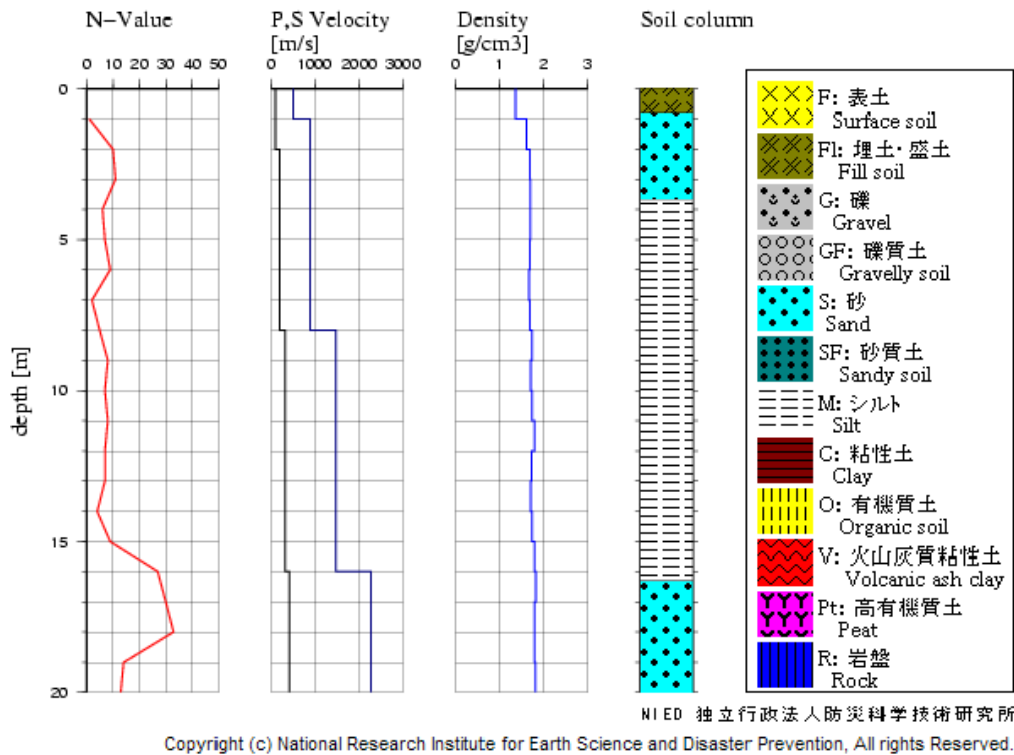 N-Value
P,S Velocity
[m/s]
Density
[g/cm3]
Soil column
0 10 20 30 40 50
0 1000 2000 3000
0 1 2 3
depth [m]
0
5
10
15
20
F: 表土
Surface soil
Fl: 埋土・盛土
Fill soil
G: 礫
Gravel
GF: 礫質土
Gravelly soil
S: 砂
Sand
SF: 砂質土
Sandy soil
M: シルト
Silt
C: 粘性土
Clay
O: 有機質土
Organic soil
V: 火山灰質粘性土
Volcanic ash clay
Pt: 高有機質土
Peat
R: 岩盤
Rock
NIED 独立行政法人防災科学技術研究所
Copyright (c) National Research Institute for Earth Science and Disaster Prevention, All rights Reserved.